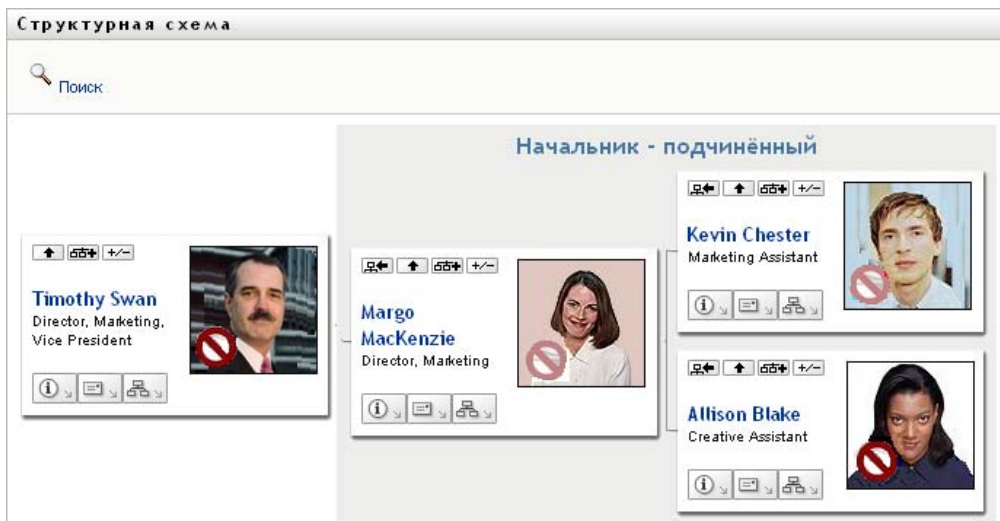 Структурная схема
Поиск
Начальник - подчинённый
Timothy Swan
Director, Marketing,
Vice President
Margo
MacKenzie
Director, Marketing
+/−
Kevin Chester
Marketing Assistant
+/−
Allison Blake
Creative Assistant
+/−
+/−